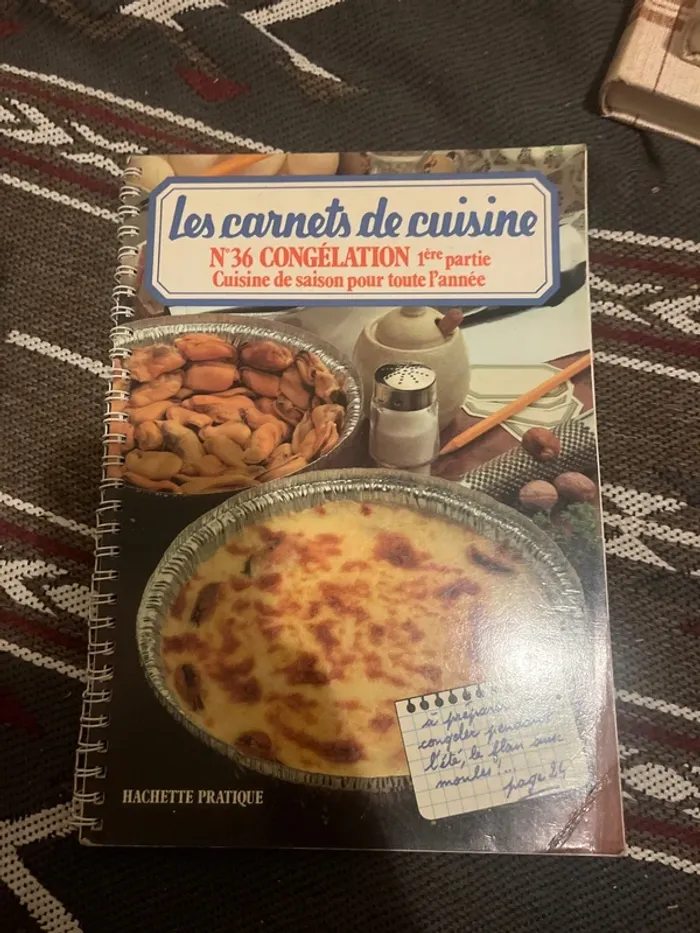 Les carnets de cuisine
N°36 CONGÉLATION 1ère partie
Cuisine de saison pour toute l'année
à préparer
congeler pendant
l'été, le flan aux
moules!...
page 24
HACHETTE PRATIQUE